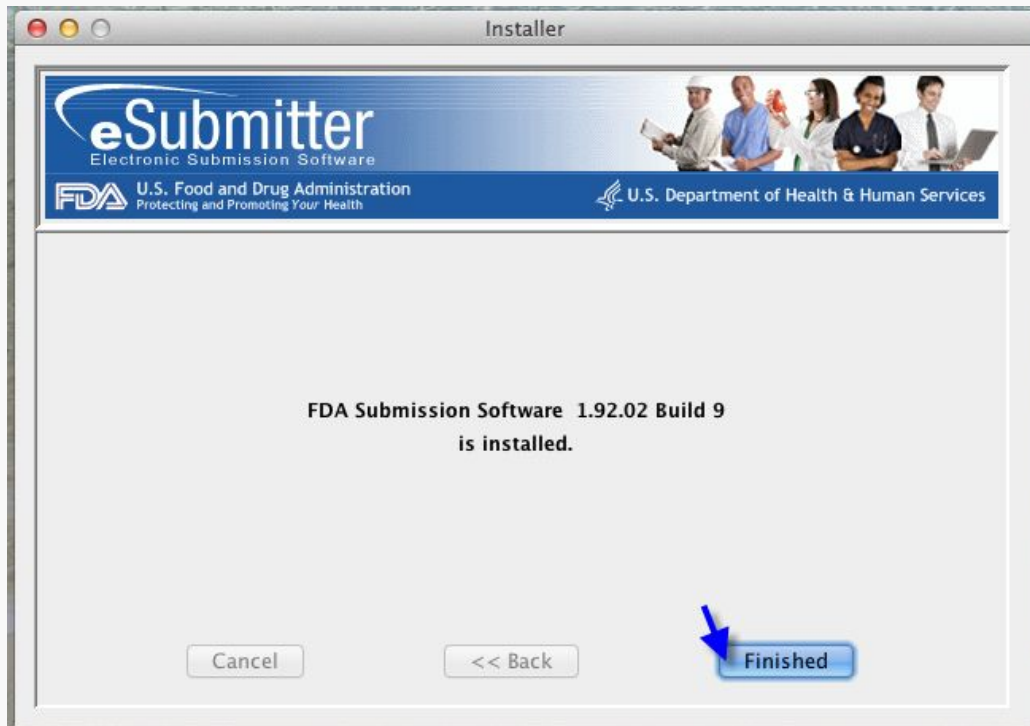 Installer
eSubmitter
Electronic Submission Software
FDA U.S. Food and Drug Administration
Protecting and Promoting Your Health
U.S. Department of Health & Human Services
FDA Submission Software 1.92.02 Build 9
is installed.
Cancel
<< Back
Finished